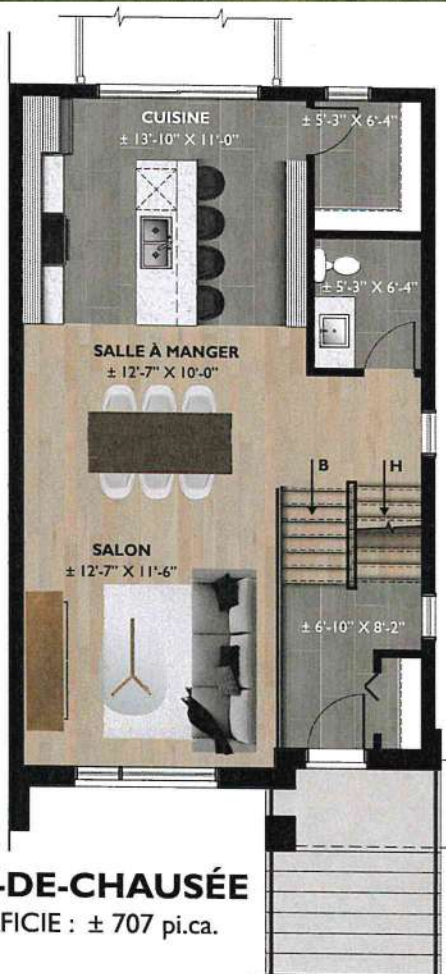 CUISINE
± 13'-10" X 11'-0"
± 5'-3" X 6'-4"
± 5'-3" X 6'-4"
SALLE À MANGER
± 12'-7" X 10'-0"
B
H
SALON
± 12'-7" X 11'-6"
± 6'-10" X 8'-2"
-DE-CHAUSÉE
FICIE : ± 707 pi.ca.